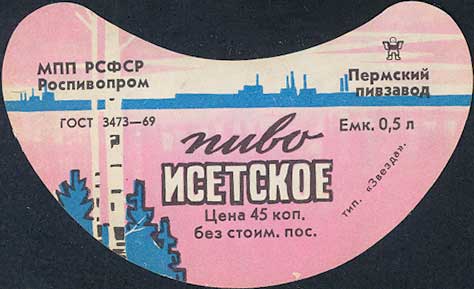 МПП РСФСР
Роспивопром
Пермский
пивзавод
ГОСТ 3473—69
Емк. 0,5 л
пиво
ИСЕТСКОЕ
Цена 45 коп.
без стоим. пос.
тип. «Звезда».